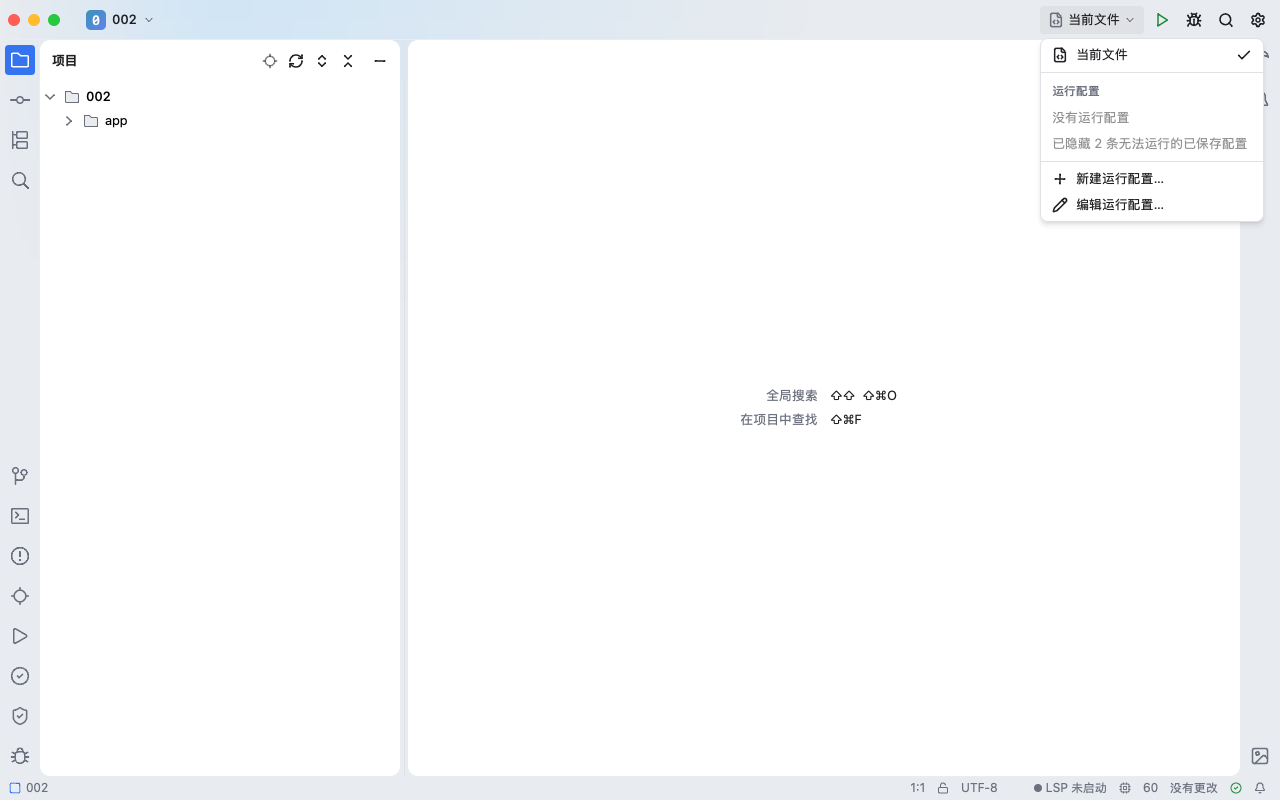 0 002
当前文件
项目
002
app
当前文件
运行配置
没有运行配置
已隐藏 2 条无法运行的已保存配置
新建运行配置...
编辑运行配置...
全局搜索 ⇧⇧ ⇧⌘O
在项目中查找 ⇧⌘F
002
1:1 UTF-8 LSP 未启动 60 没有更改